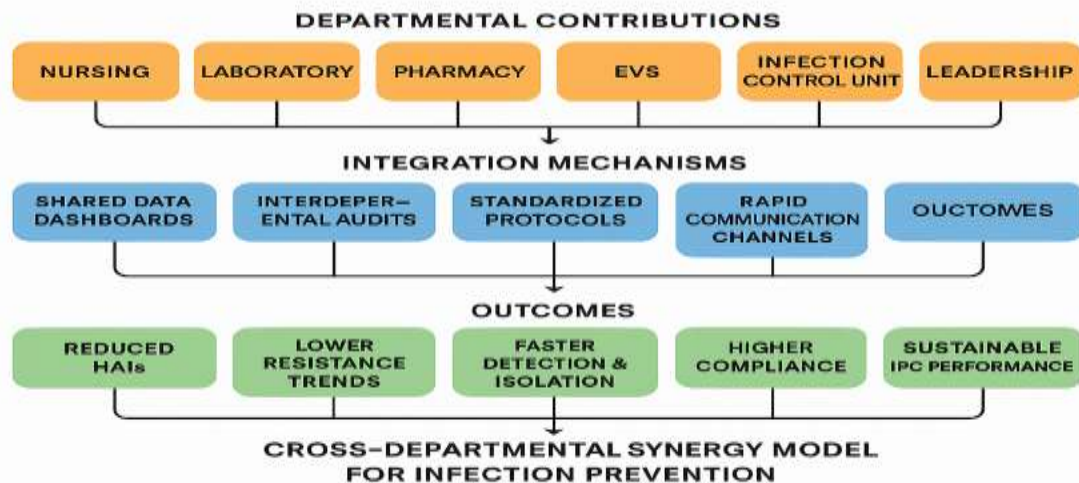 DEPARTMENTAL CONTRIBUTIONS
NURSING
LABORATORY
PHARMACY
EVS
INFECTION
CONTROL UNIT
LEADERSHIP
INTEGRATION MECHANISMS
SHARED DATA
DASHBOARDS
INTERDEPER–
ENTAL AUDITS
STANDARDIZED
PROTOCOLS
RAPID
COMMUNICATION
CHANNELS
OUCTOMMES
OUTCOMES
REDUCED
HAIs
LOWER
RESISTANCE
TRENDS
FASTER
DETECTION &
ISOLATION
HIGHER
COMPLIANCE
SUSTAINABLE
IPC PERFORMANCE
CROSS–DEPARTMENTAL SYNERGY MODEL
FOR INFECTION PREVENTION